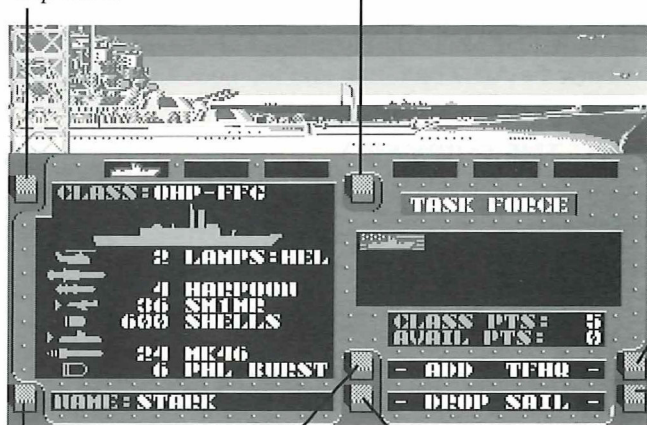 CLASS:OHP-FFG
2 LAMPS:HEL
4 HARPOON
36 SM1MR
600 SHELLS
24 MK46
6 PHL BURST
NAME:STARK
TASK FORCE
CLASS PTS: 5
AVAIL PTS: 0
- ADD TFHQ -
- DROP SAIL -